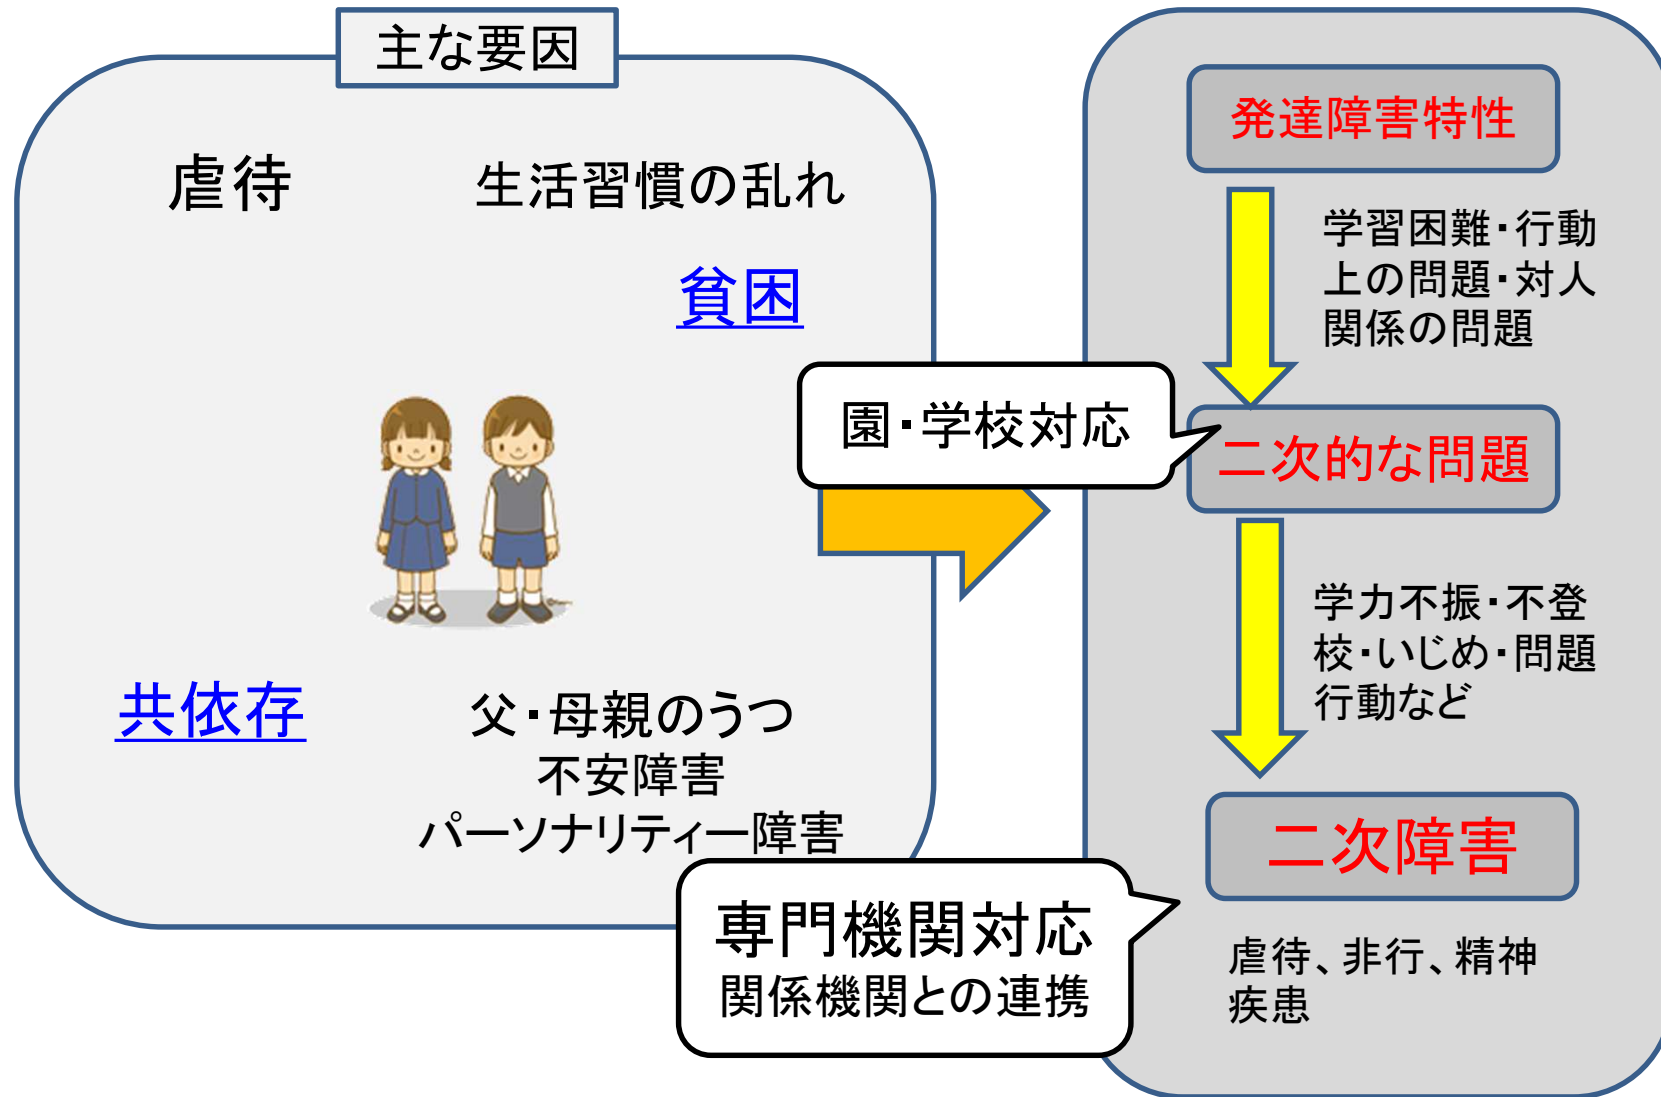 主な要因
虐待
生活習慣の乱れ
貧困
共依存
父・母親のうつ
不安障害
パーソナリティー障害
発達障害特性
学習困難・行動
上の問題・対人
関係の問題
園・学校対応
二次的な問題
学力不振・不登
校・いじめ・問題
行動など
二次障害
専門機関対応
関係機関との連携
虐待、非行、精神
疾患